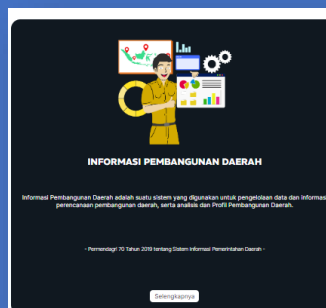 INFORMASI PEMBANGUNAN DAERAH
Informasi Pembangunan Daerah adalah suatu sistem yang digunakan untuk pengelolaan data dan informasi
perencanaan pembangunan daerah, serta analisis dan Profil Pembangunan Daerah.
- Permendagri 70 Tahun 2019 tentang Sistem Informasi Pemerintahan Daerah -
Selengkapnya